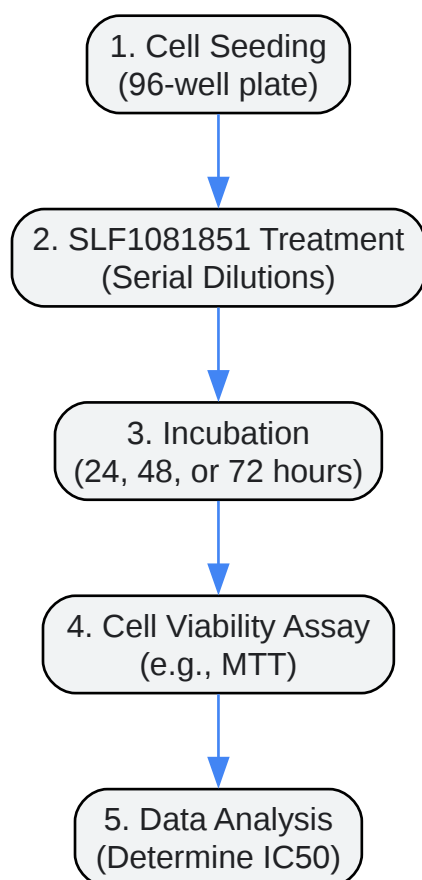 1. Cell Seeding
(96-well plate)
2. SLF1081851 Treatment
(Serial Dilutions)
3. Incubation
(24, 48, or 72 hours)
4. Cell Viability Assay
(e.g., MTT)
5. Data Analysis
(Determine IC50)